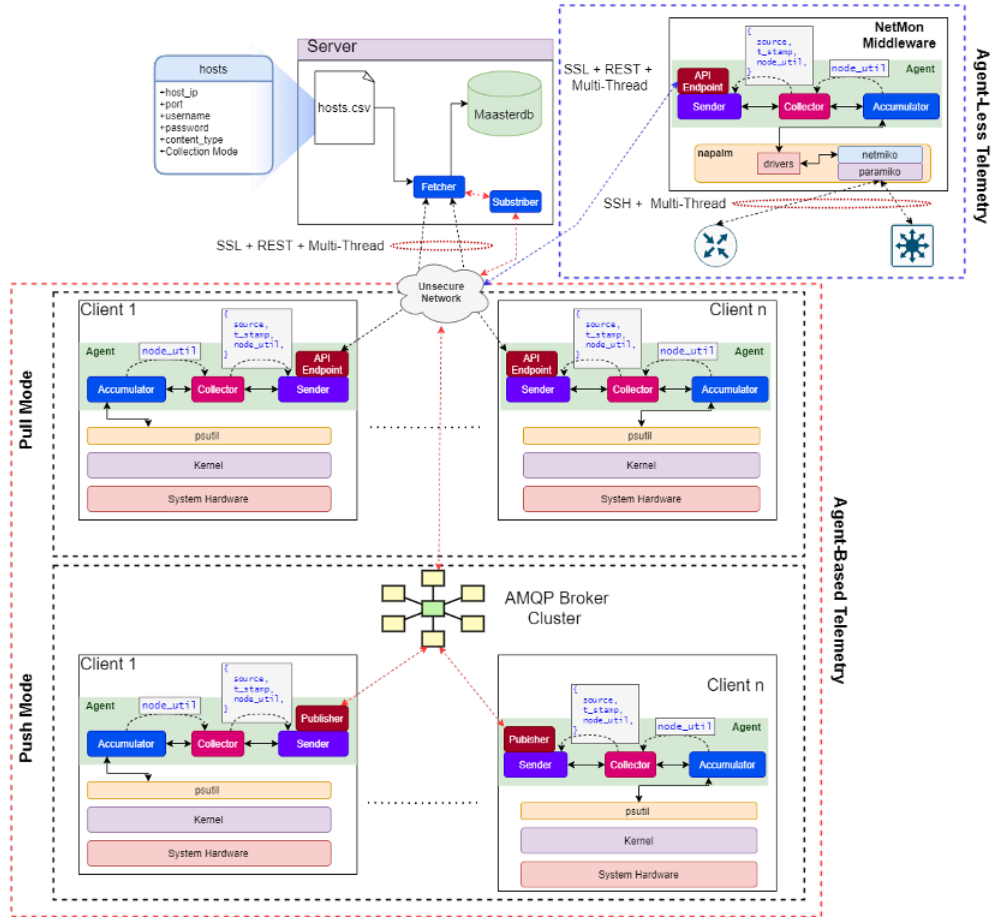 Server
hosts
+host_ip
+port
+username
+password
+content_type
+Collection Mode
hosts.csv
Maasterdb
Fetcher
Substriber
SSL + REST + Multi-Thread
Unsecure
Network
SSL + REST +
Multi-Thread
NetMon
Middleware
{
source,
t_stamp,
node_util,
}
node_util
Agent
API
Endpoint
Sender
Collector
Accumulator
napalm
drivers
netmiko
paramiko
SSH + Multi-Thread
Agent-Less Telemetry
Pull Mode
Client 1
{
source,
t_stamp,
node_util,
}
Agent
node_util
API
Endpoint
Accumulator
Collector
Sender
psutil
Kernel
System Hardware
Client n
{
source,
t_stamp,
node_util,
}
node_util
Agent
API
Endpoint
Sender
Collector
Accumulator
psutil
Kernel
System Hardware
Agent-Based Telemetry
Push Mode
AMQP Broker
Cluster
Client 1
{
source,
t_stamp,
node_util,
}
Agent
node_util
Publisher
Accumulator
Collector
Sender
psutil
Kernel
System Hardware
Client n
{
source,
t_stamp,
node_util,
}
node_util
Agent
Pubisher
Sender
Collector
Accumulator
psutil
Kernel
System Hardware